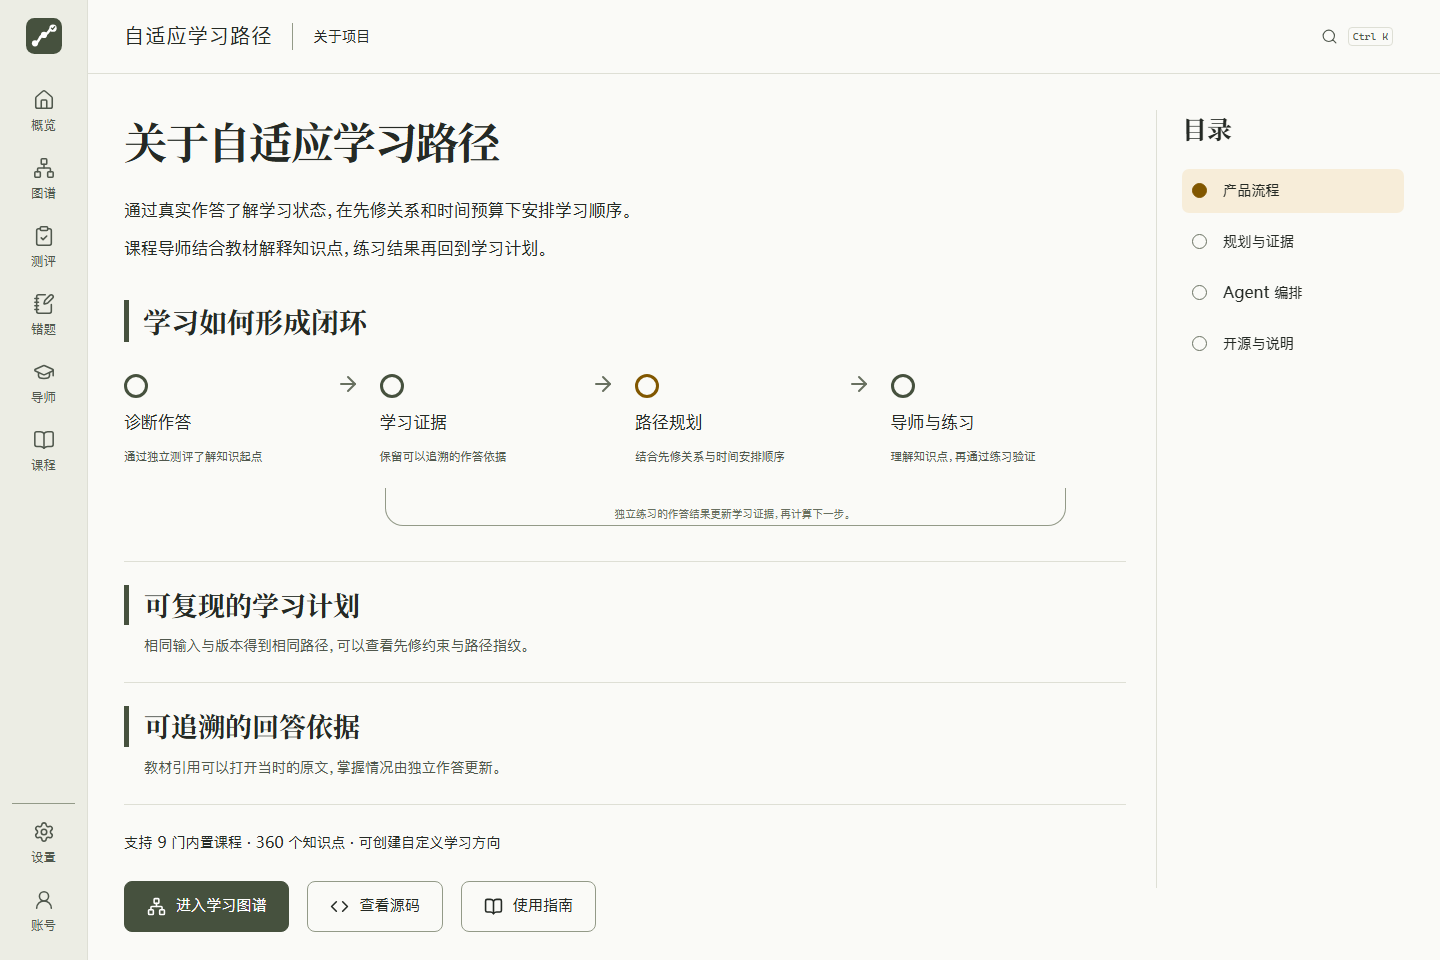 自适应学习路径
关于项目
Ctrl K
概览
图谱
测评
错题
导师
课程
设置
账号
关于自适应学习路径
通过真实作答了解学习状态，在先修关系和时间预算下安排学习顺序。
课程导师结合教材解释知识点，练习结果再回到学习计划。
学习如何形成闭环
诊断作答
通过独立测评了解知识起点
学习证据
保留可以追溯的作答依据
路径规划
结合先修关系与时间安排顺序
导师与练习
理解知识点，再通过练习验证
独立练习的作答结果更新学习证据，再计算下一步。
可复现的学习计划
相同输入与版本得到相同路径，可以查看先修约束与路径指纹。
可追溯的回答依据
教材引用可以打开当时的原文，掌握情况由独立作答更新。
支持 9 门内置课程 · 360 个知识点 · 可创建自定义学习方向
进入学习图谱
查看源码
使用指南
目录
产品流程
规划与证据
Agent 编排
开源与说明